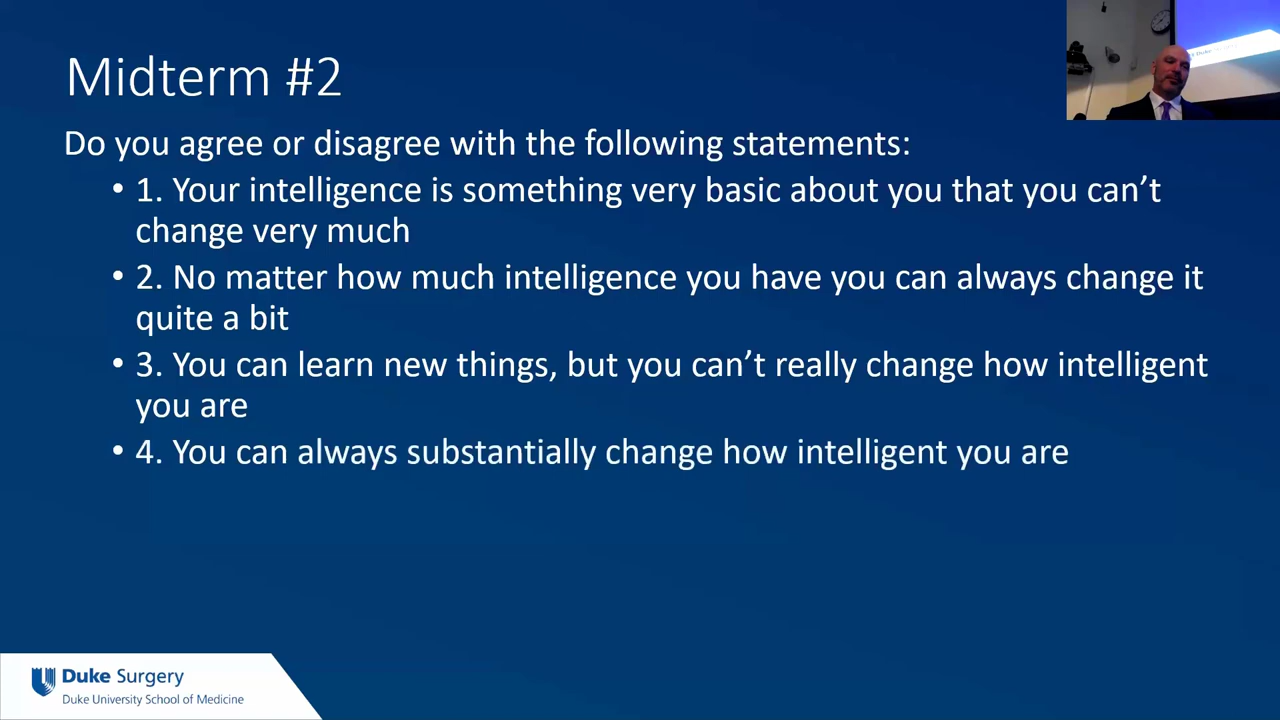 Midterm #2
Do you agree or disagree with the following statements:
• 1. Your intelligence is something very basic about you that you can’t
change very much
• 2. No matter how much intelligence you have you can always change it
quite a bit
• 3. You can learn new things, but you can’t really change how intelligent
you are
• 4. You can always substantially change how intelligent you are
Duke Surgery
Duke University School of Medicine